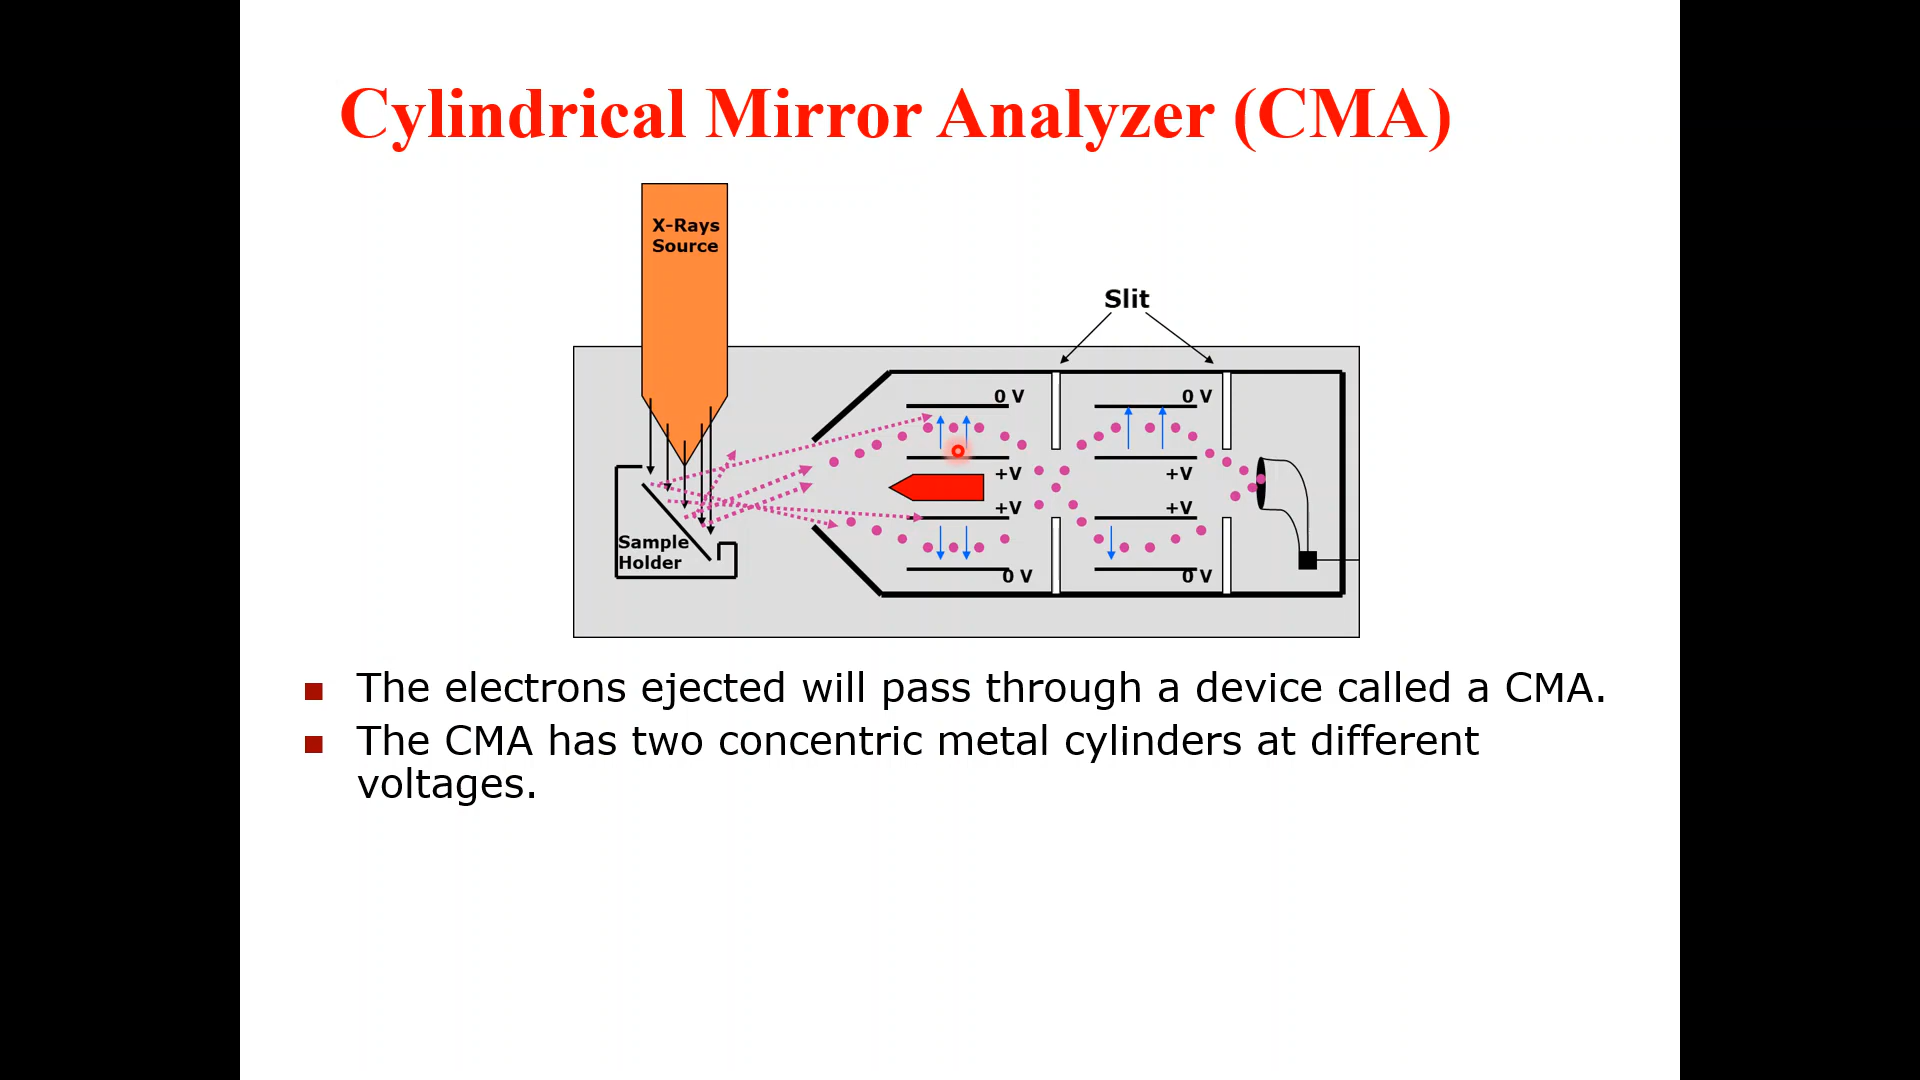 Cylindrical Mirror Analyzer (CMA)
X-Rays
Source
Slit
0 V
0 V
+V
+V
+V
+V
Sample
Holder
0 V
0 V
The electrons ejected will pass through a device called a CMA.
The CMA has two concentric metal cylinders at different
voltages.